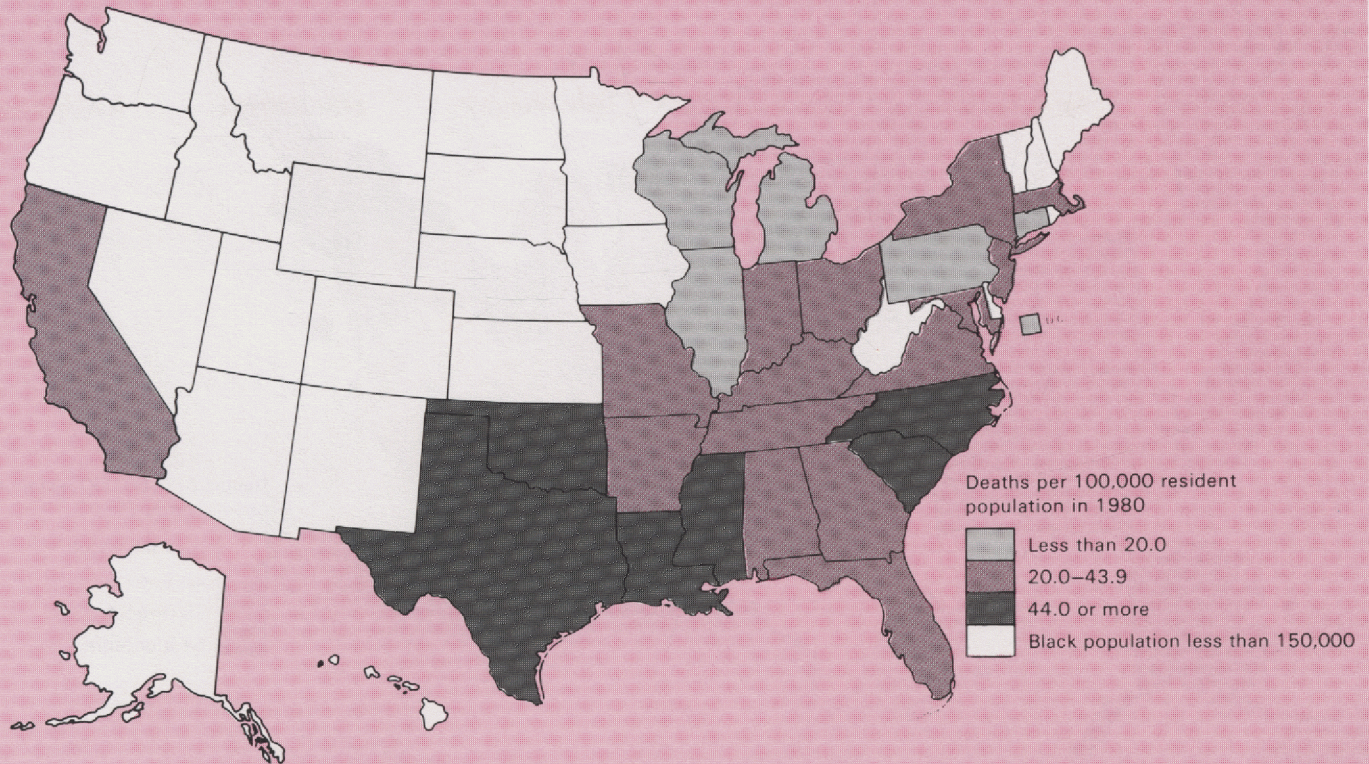 Deaths per 100,000 resident
population in 1980
Less than 20.0
20.0–43.9
44.0 or more
Black population less than 150,000